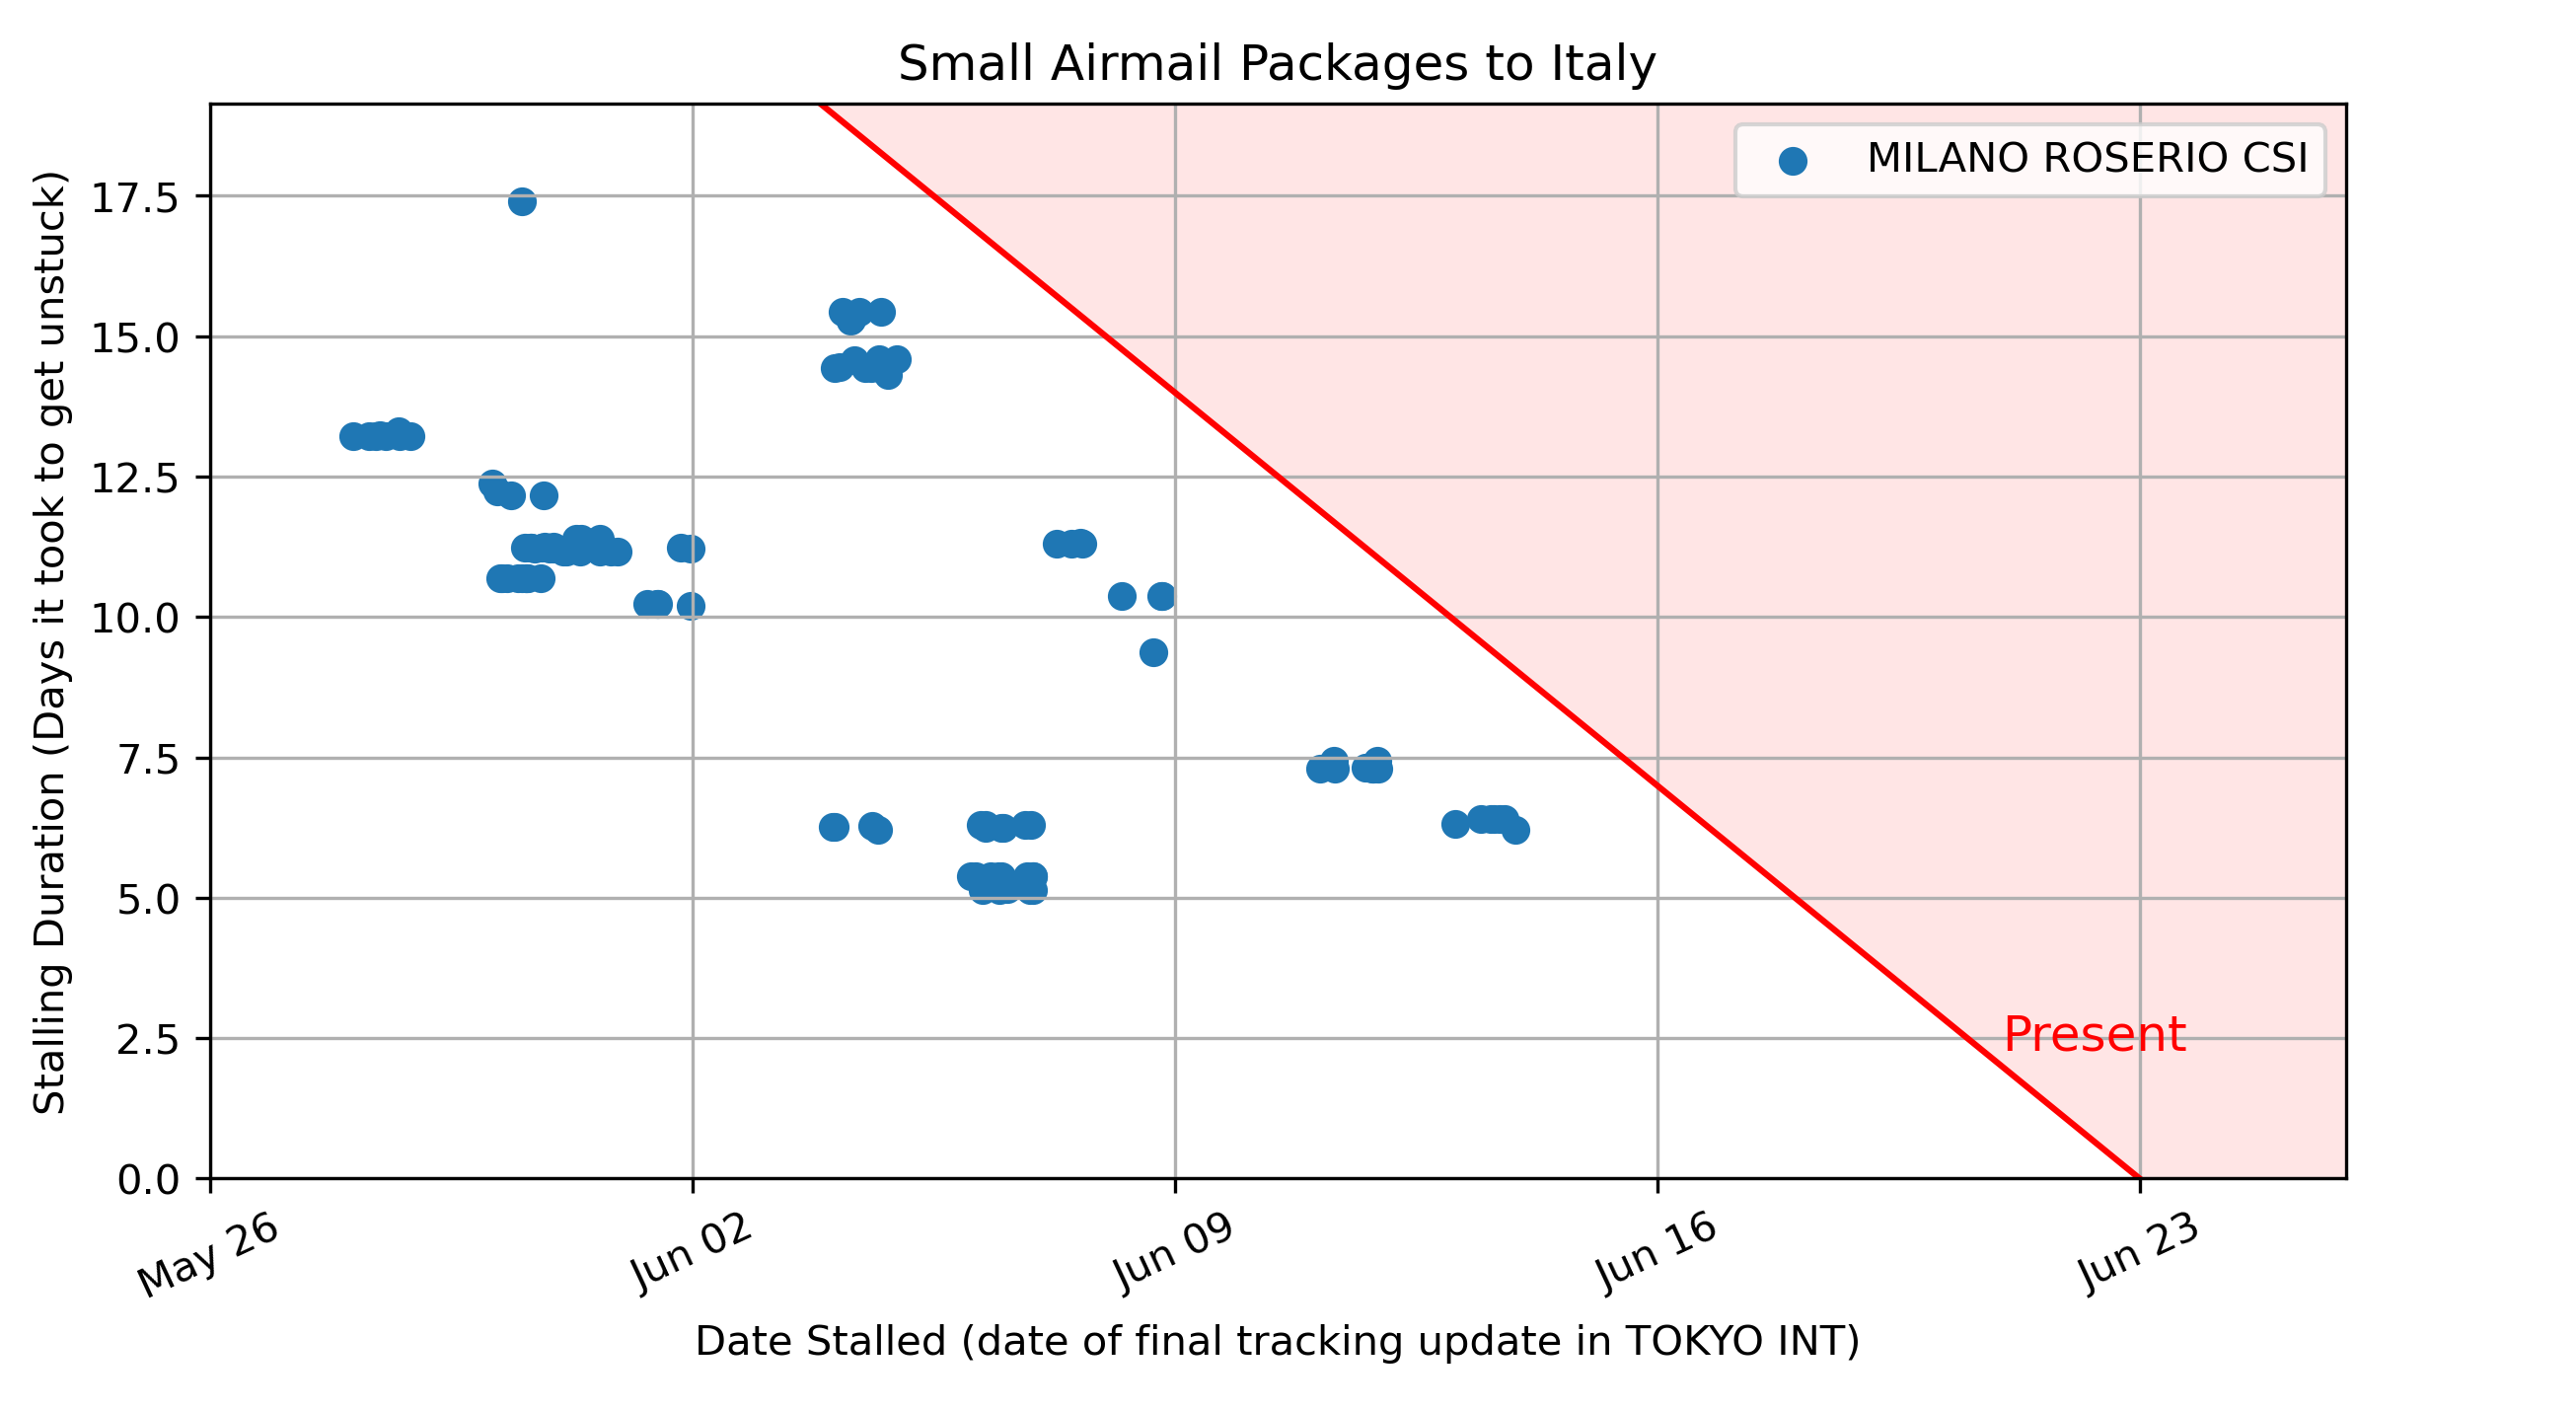 Small Airmail Packages to Italy
MILANO ROSERIO CSI
Stalling Duration (Days it took to get unstuck)
17.5
15.0
12.5
10.0
7.5
5.0
2.5
0.0
Present
May 26
Jun 02
Jun 09
Jun 16
Jun 23
Date Stalled (date of final tracking update in TOKYO INT)